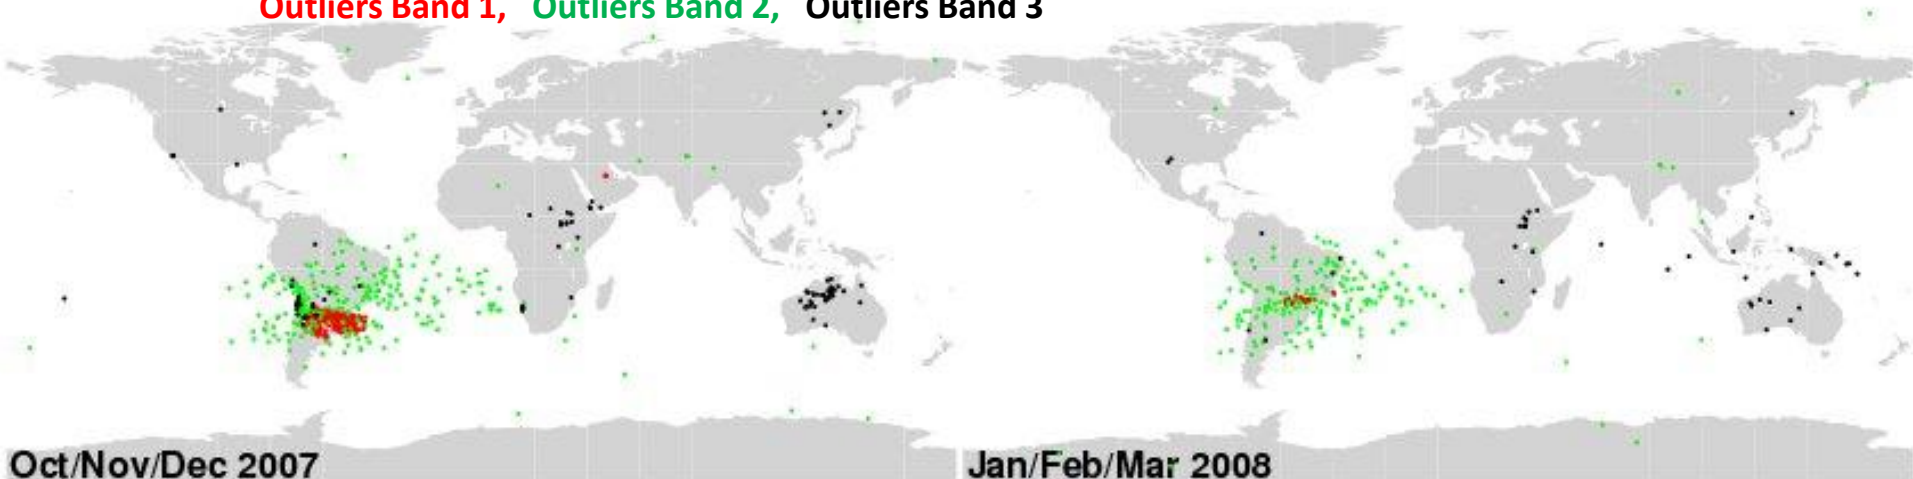 Outliers Band 1, Outliers Band 2, Outliers Band 3
Oct/Nov/Dec 2007
Jan/Feb/Mar 2008